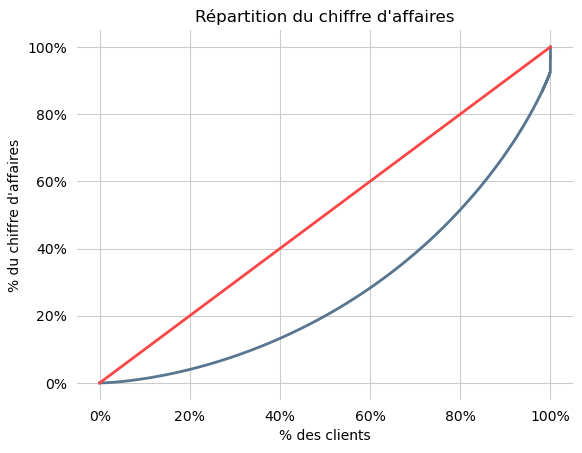 Répartition du chiffre d'affaires
% du chiffre d'affaires
100%
80%
60%
40%
20%
0%
0% 20% 40% 60% 80% 100%
% des clients